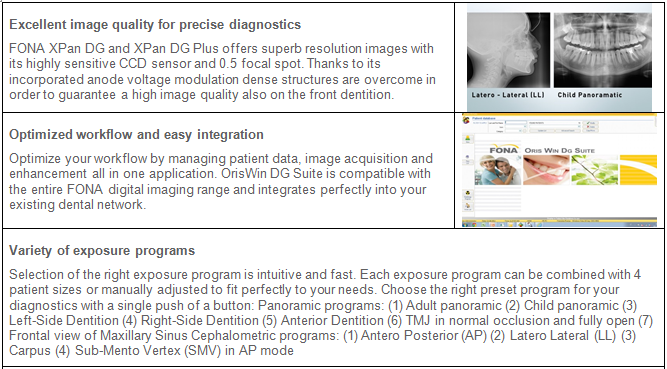 Excellent image quality for precise diagnostics
FONA XPan DG and XPan DG Plus offers superb resolution images with
its highly sensitive CCD sensor and 0.5 focal spot. Thanks to its
incorporated anode voltage modulation dense structures are overcome in
order to guarantee a high image quality also on the front dentition.
Latero - Lateral (LL)
Child Panoramatic
Optimized workflow and easy integration
Optimize your workflow by managing patient data, image acquisition and
enhancement all in one application. OrisWin DG Suite is compatible with
the entire FONA digital imaging range and integrates perfectly into your
existing dental network.
FONA
ORIS WIN DG SUITE
Variety of exposure programs
Selection of the right exposure program is intuitive and fast. Each exposure program can be combined with 4
patient sizes or manually adjusted to fit perfectly to your needs. Choose the right preset program for your
diagnostics with a single push of a button: Panoramic programs: (1) Adult panoramic (2) Child panoramic (3)
Left-Side Dentition (4) Right-Side Dentition (5) Anterior Dentition (6) TMJ in normal occlusion and fully open (7)
Frontal view of Maxillary Sinus Cephalometric programs: (1) Antero Posterior (AP) (2) Latero Lateral (LL) (3)
Carpus (4) Sub-Mento Vertex (SMV) in AP mode